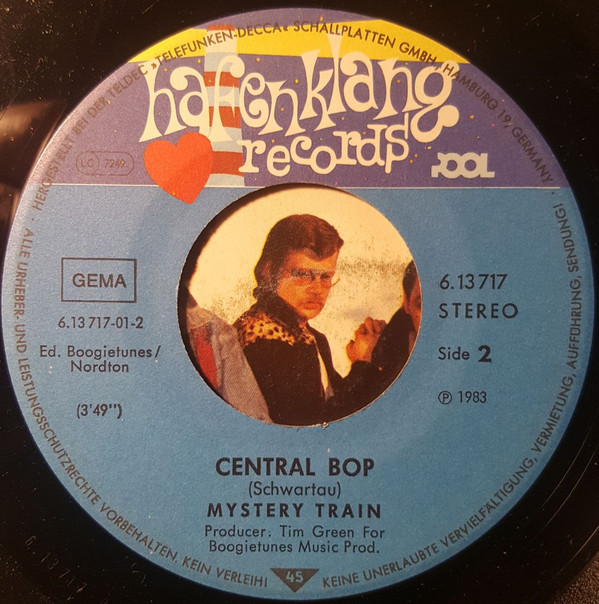 HERGESTELLT BEI DER TELDEC »TELEFUNKEN-DECCA« SCHALLPLATTEN GMBH, HAMBURG 19, GERMANY ·
hafenklang
records
LC 7249
POOL
GEMA
6.13 717-01-2
Ed. Boogietunes/
Nordton
(3'49")
6.13 717
STEREO
Side 2
Ⓟ 1983
CENTRAL BOP
(Schwartau)
MYSTERY TRAIN
Producer: Tim Green For
Boogietunes Music Prod.
· ALLE URHEBER- UND LEISTUNGSSCHUTZRECHTE VORBEHALTEN, KEIN VERLEIH!
45
KEINE UNERLAUBTE VERVIELFÄLTIGUNG, VERMIETUNG, AUFFÜHRUNG, SENDUNG!
6.13717